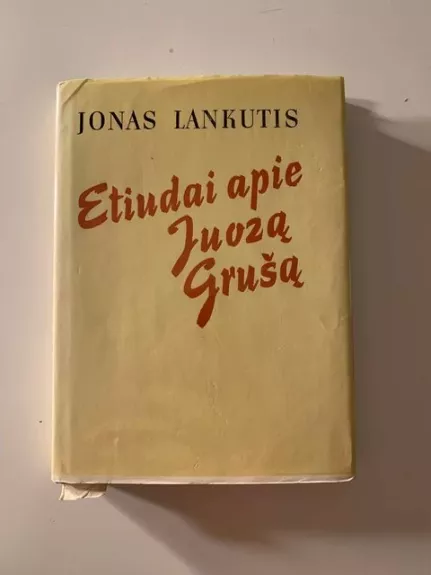 JONAS LANKUTIS
Etiudai apie
Juozą
Grušą